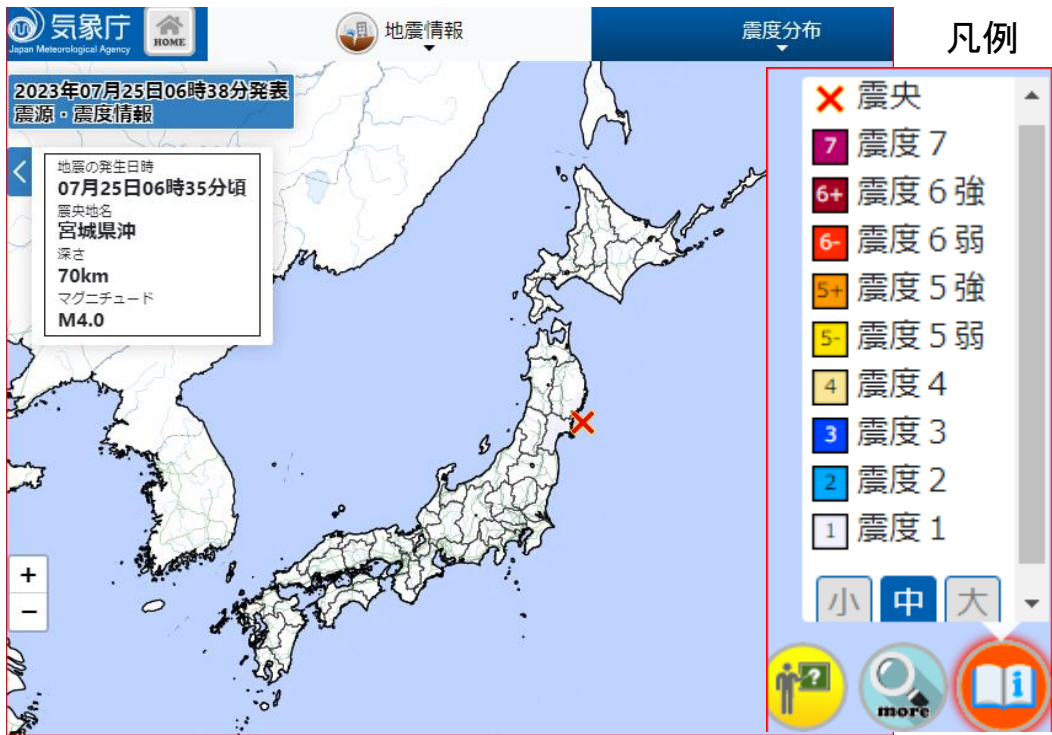 気象庁
Japan Meteorological Agency
HOME
地震情報
震度分布
凡例
2023年07月25日06時38分発表
震源・震度情報
地震の発生日時
07月25日06時35分頃
震央地名
宮城県沖
深さ
70km
マグニチュード
M4.0
+
−
震央
7 震度７
6+ 震度６強
6- 震度６弱
5+ 震度５強
5- 震度５弱
4 震度４
3 震度３
2 震度２
1 震度１
小 中 大
?
more
i